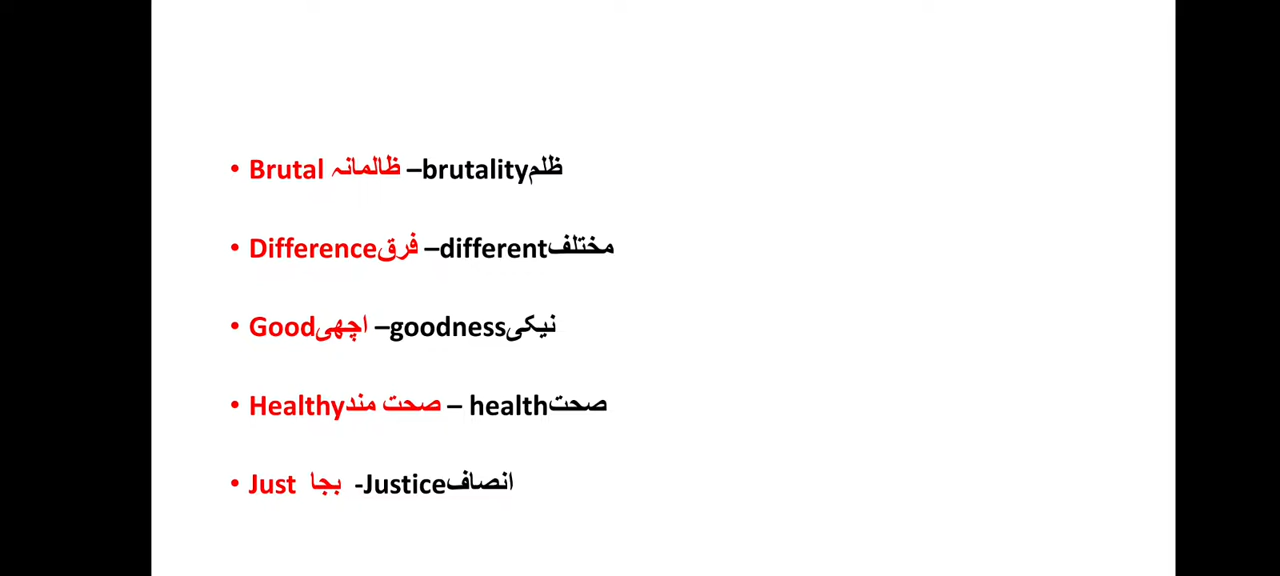 • Brutal ظالمانہ –brutalityظلم
• Differenceفرق –differentمختلف
• Goodاچھی –goodnessنیکی
• Healthyصحت مند – healthصحت
• Just بجا -Justiceانصاف